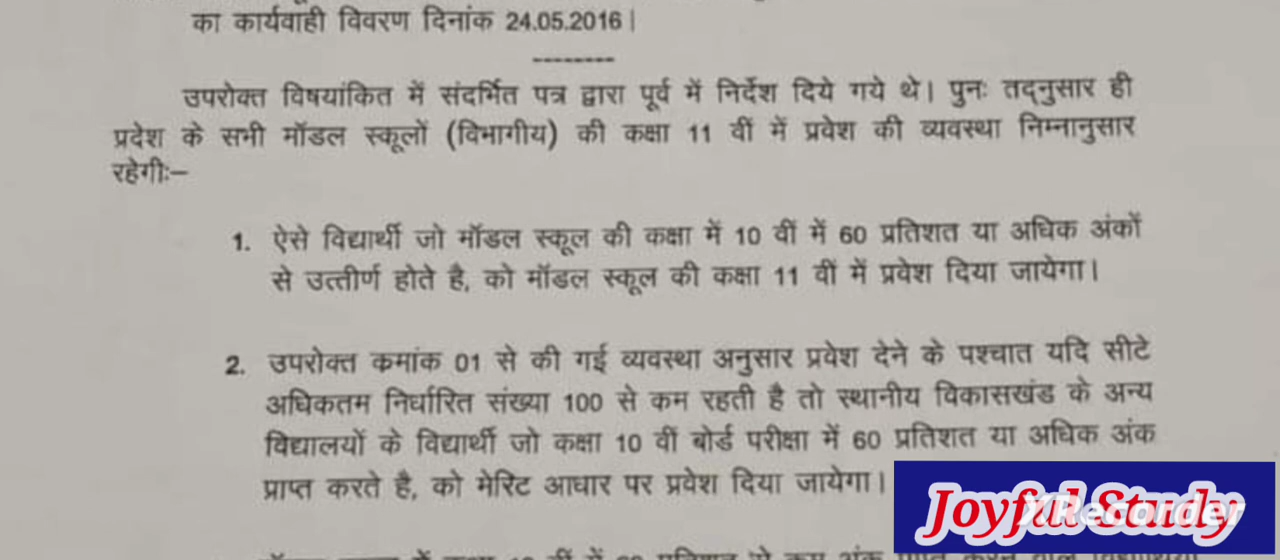 का कार्यवाही विवरण दिनांक 24.05.2016।
---------
उपरोक्त विषयांकित में संदर्भित पत्र द्वारा पूर्व में निर्देश दिये गये थे। पुनः तद्नुसार ही
प्रदेश के सभी मॉडल स्कूलों (विभागीय) की कक्षा 11 वीं में प्रवेश की व्यवस्था निम्नानुसार
रहेगीः–
1. ऐसे विद्यार्थी जो मॉडल स्कूल की कक्षा में 10 वीं में 60 प्रतिशत या अधिक अंकों
से उत्तीर्ण होते है, को मॉडल स्कूल की कक्षा 11 वीं में प्रवेश दिया जायेगा।
2. उपरोक्त कमांक 01 से की गई व्यवस्था अनुसार प्रवेश देने के पश्चात यदि सीटे
अधिकतम निर्धारित संख्या 100 से कम रहती है तो स्थानीय विकासखंड के अन्य
विद्यालयों के विद्यार्थी जो कक्षा 10 वीं बोर्ड परीक्षा में 60 प्रतिशत या अधिक अंक
प्राप्त करते है, को मेरिट आधार पर प्रवेश दिया जायेगा।
Joyful Study
XRecorder